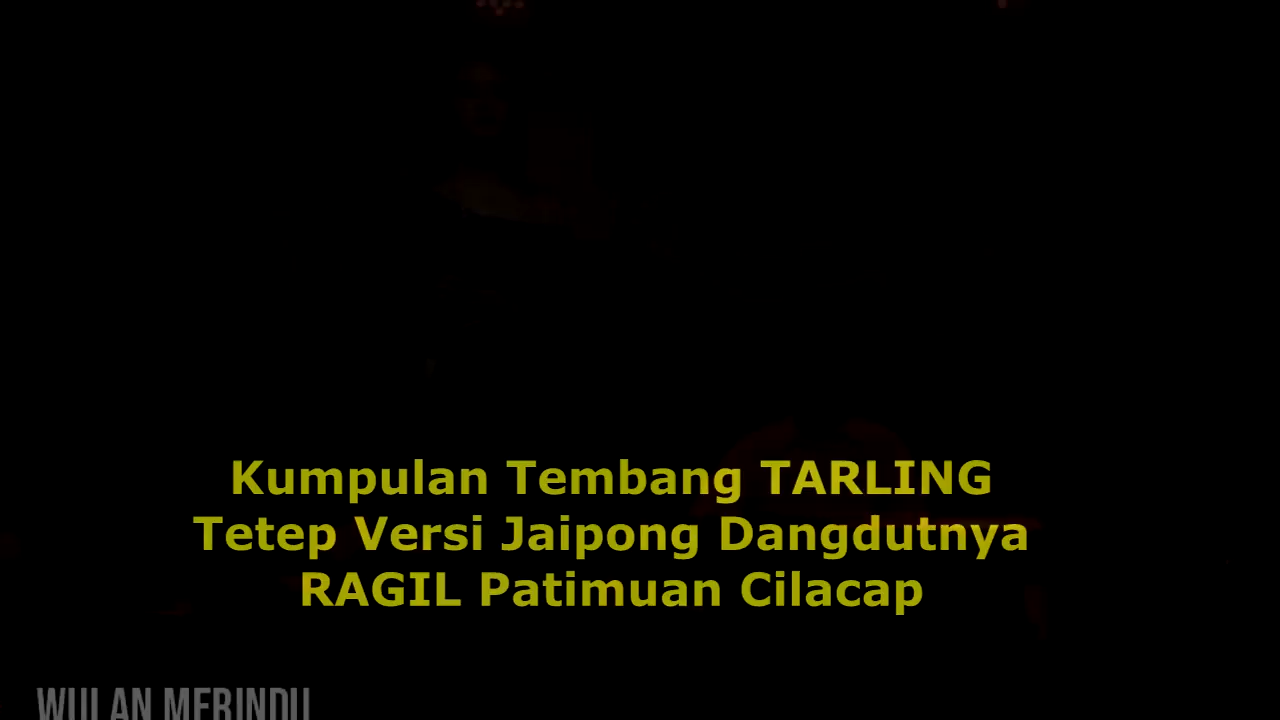 Kumpulan Tembang TARLING
Tetep Versi Jaipong Dangdutnya
RAGIL Patimuan Cilacap
WULAN MERINDU